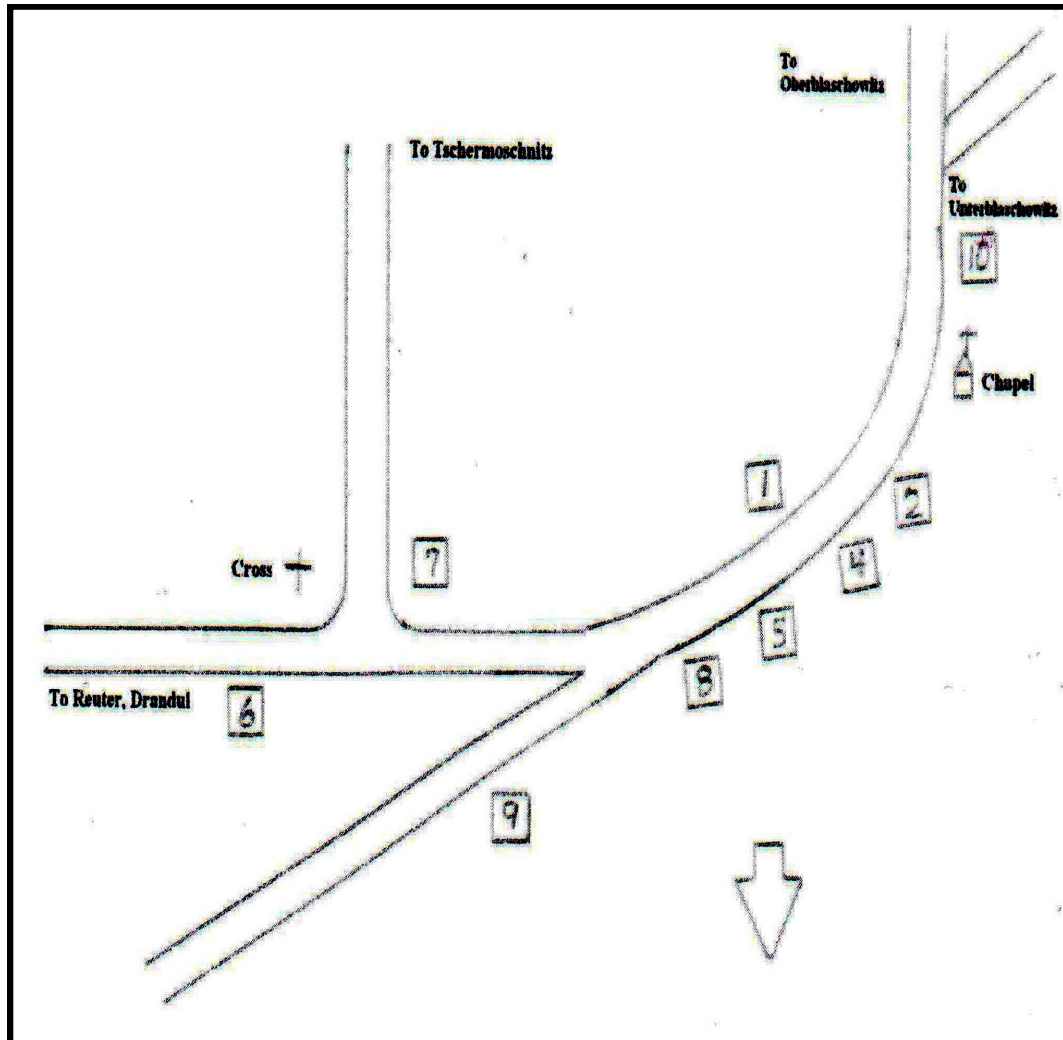 To
Oberblaschowitz
To Tschermoschnitz
To
Unterblaschowitz
10
Chapel
1
2
4
7
Cross
5
8
To Reuter, Drandul
6
9